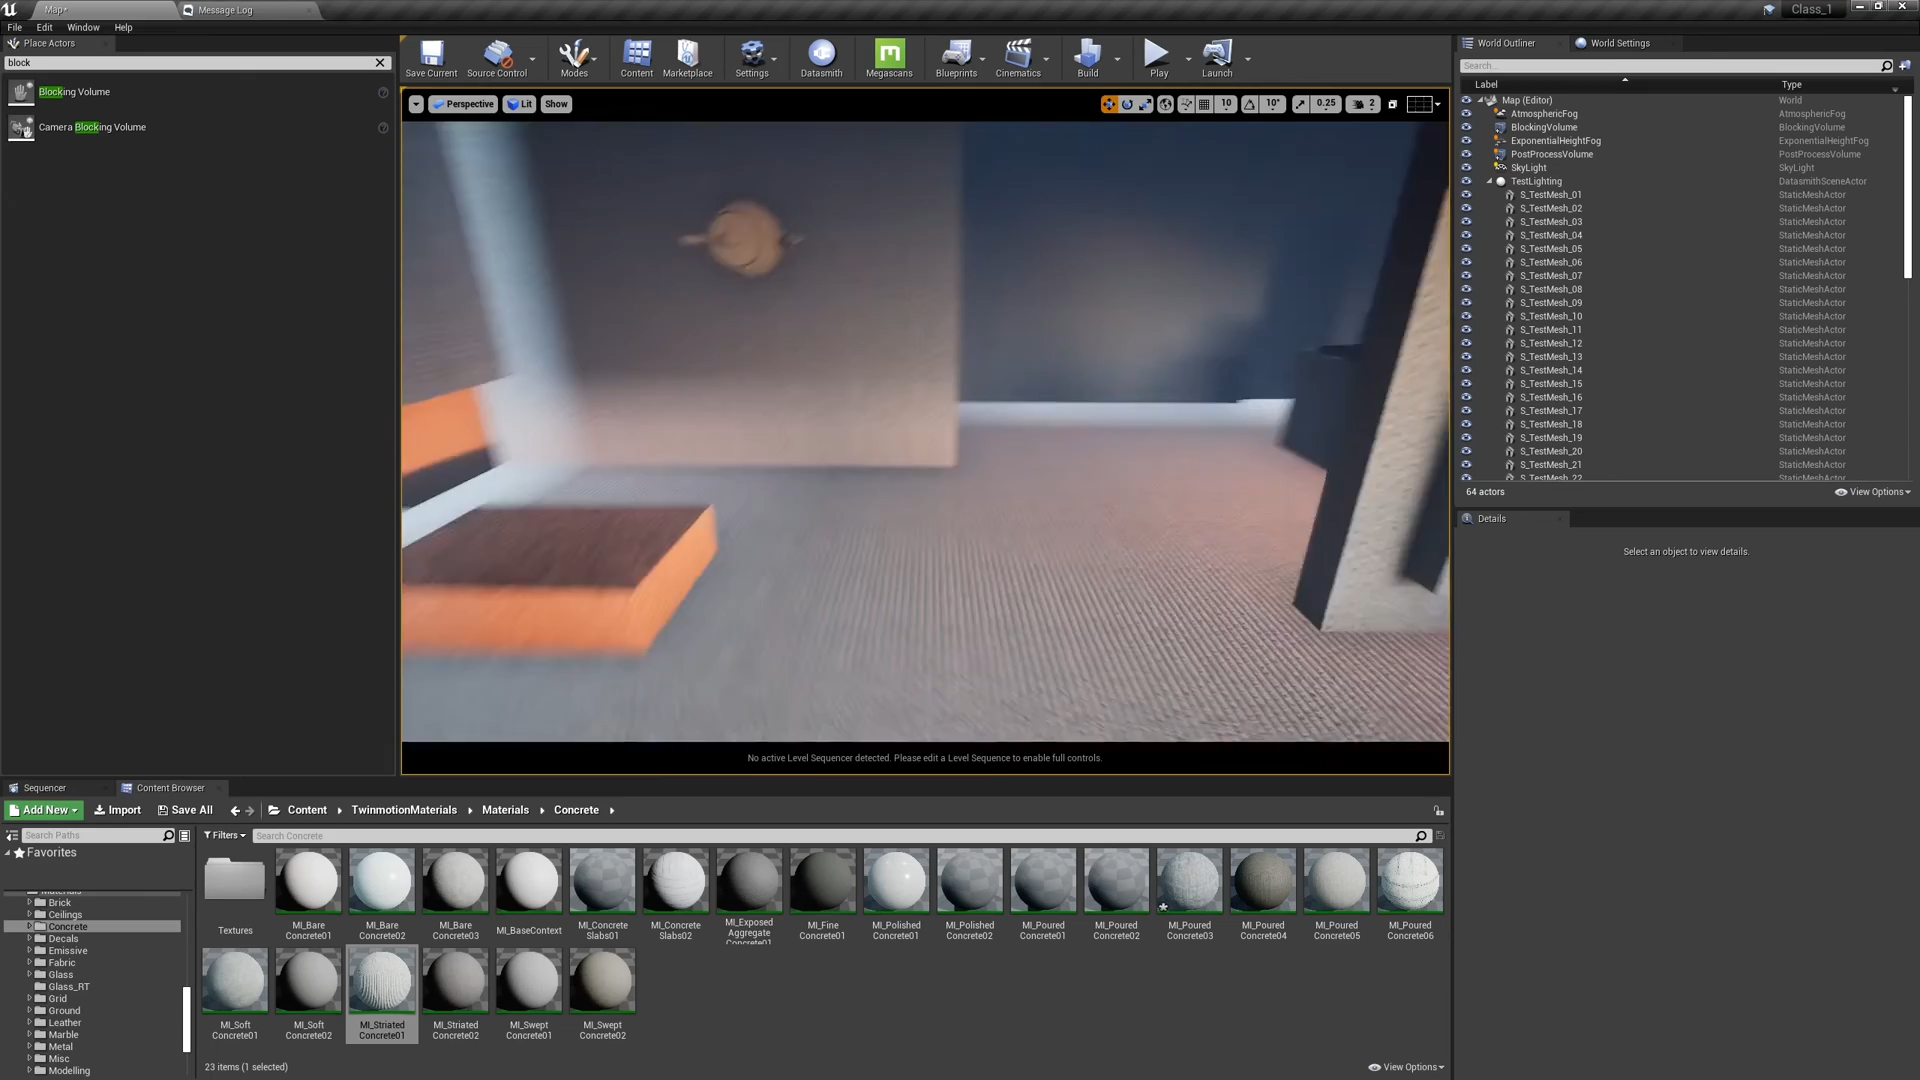 Map*
Message Log
Class_1
File Edit Window Help
Place Actors
block
Blocking Volume
Camera Blocking Volume
Save Current
Source Control
Modes
Content
Marketplace
Settings
Datasmith
Megascans
Blueprints
Cinematics
Build
Play
Launch
Perspective
Lit
Show
10
10°
0.25
2
No active Level Sequencer detected. Please edit a Level Sequence to enable full controls.
World Outliner
World Settings
Search...
Label Type
Map (Editor) World
AtmosphericFog AtmosphericFog
BlockingVolume BlockingVolume
ExponentialHeightFog ExponentialHeightFog
PostProcessVolume PostProcessVolume
SkyLight SkyLight
TestLighting DatasmithSceneActor
S_TestMesh_01 StaticMeshActor
S_TestMesh_02 StaticMeshActor
S_TestMesh_03 StaticMeshActor
S_TestMesh_04 StaticMeshActor
S_TestMesh_05 StaticMeshActor
S_TestMesh_06 StaticMeshActor
S_TestMesh_07 StaticMeshActor
S_TestMesh_08 StaticMeshActor
S_TestMesh_09 StaticMeshActor
S_TestMesh_10 StaticMeshActor
S_TestMesh_11 StaticMeshActor
S_TestMesh_12 StaticMeshActor
S_TestMesh_13 StaticMeshActor
S_TestMesh_14 StaticMeshActor
S_TestMesh_15 StaticMeshActor
S_TestMesh_16 StaticMeshActor
S_TestMesh_17 StaticMeshActor
S_TestMesh_18 StaticMeshActor
S_TestMesh_19 StaticMeshActor
S_TestMesh_20 StaticMeshActor
S_TestMesh_21 StaticMeshActor
S_TestMesh_22 StaticMeshActor
64 actors
View Options
Details
Select an object to view details.
Sequencer
Content Browser
Add New
Import
Save All
Content
TwinmotionMaterials
Materials
Concrete
Search Paths
Filters
Search Concrete
Favorites
Materials
Brick
Ceilings
Concrete
Decals
Emissive
Fabric
Glass
Glass_RT
Grid
Ground
Leather
Marble
Metal
Misc
Modelling
Textures
MI_Bare Concrete01
MI_Bare Concrete02
MI_Bare Concrete03
MI_BaseContext
MI_Concrete Slabs01
MI_Concrete Slabs02
MI_Exposed Aggregate Concrete01
MI_Fine Concrete01
MI_Polished Concrete01
MI_Polished Concrete02
MI_Poured Concrete01
MI_Poured Concrete02
MI_Poured Concrete03
MI_Poured Concrete04
MI_Poured Concrete05
MI_Poured Concrete06
MI_Soft Concrete01
MI_Soft Concrete02
MI_Striated Concrete01
MI_Striated Concrete02
MI_Swept Concrete01
MI_Swept Concrete02
23 items (1 selected)
View Options